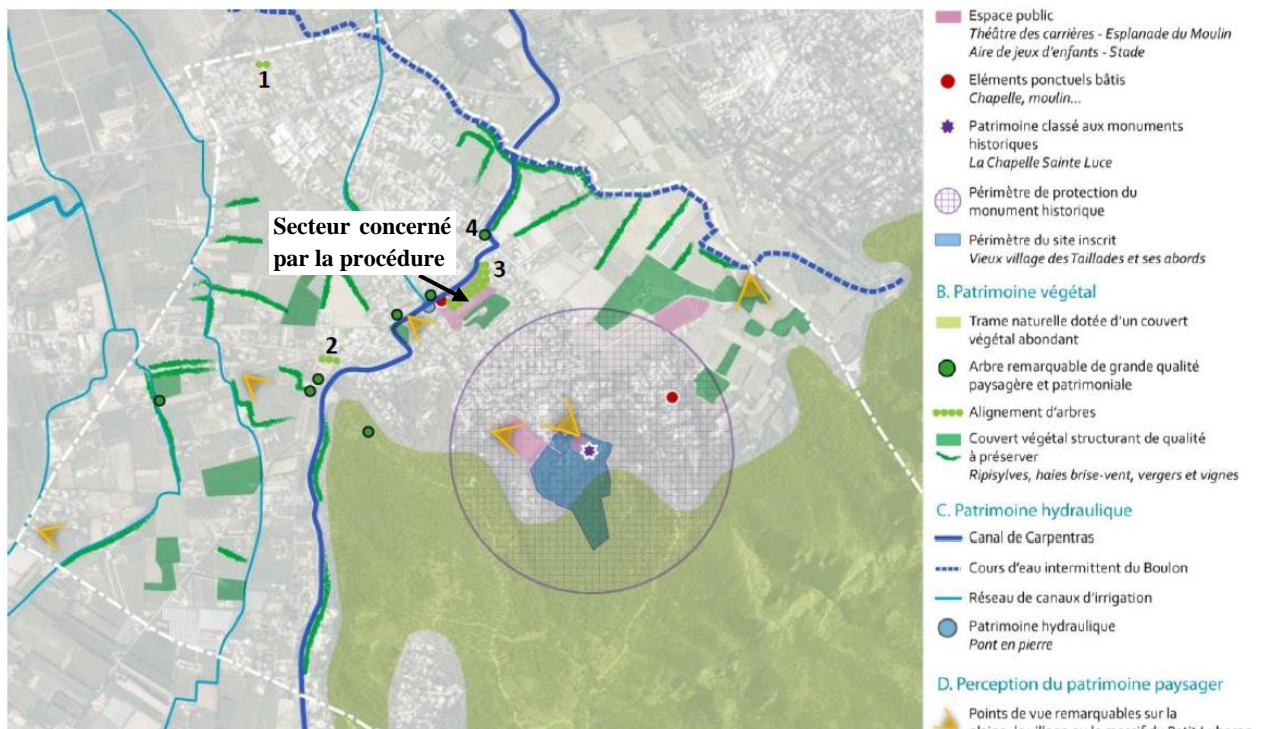 1
Secteur concerné
par la procédure
4
3
2
Espace public
Théâtre des carrières - Esplanade du Moulin
Aire de jeux d'enfants - Stade
Eléments ponctuels bâtis
Chapelle, moulin...
Patrimoine classé aux monuments
historiques
La Chapelle Sainte Luce
Périmètre de protection du
monument historique
Périmètre du site inscrit
Vieux village des Taillades et ses abords
B. Patrimoine végétal
Trame naturelle dotée d'un couvert
végétal abondant
Arbre remarquable de grande qualité
paysagère et patrimoniale
Alignement d'arbres
Couvert végétal structurant de qualité
à préserver
Ripisylves, haies brise-vent, vergers et vignes
C. Patrimoine hydraulique
Canal de Carpentras
Cours d'eau intermittent du Boulon
Réseau de canaux d'irrigation
Patrimoine hydraulique
Pont en pierre
D. Perception du patrimoine paysager
Points de vue remarquables sur la